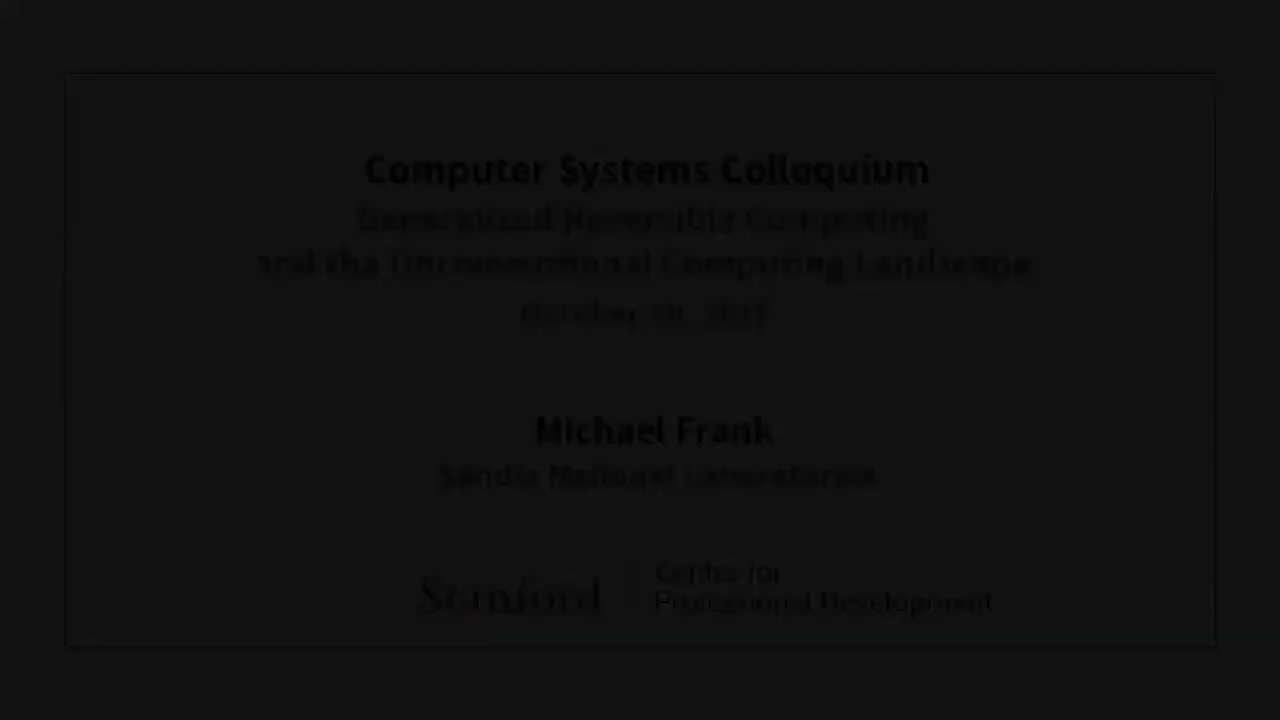 Computer Systems Colloquium
Generalized Reversible Computing
and the Unconventional Computing Landscape
October
Michael Frank
Sandia National Laboratories
Stanford
Center for
Professional Development